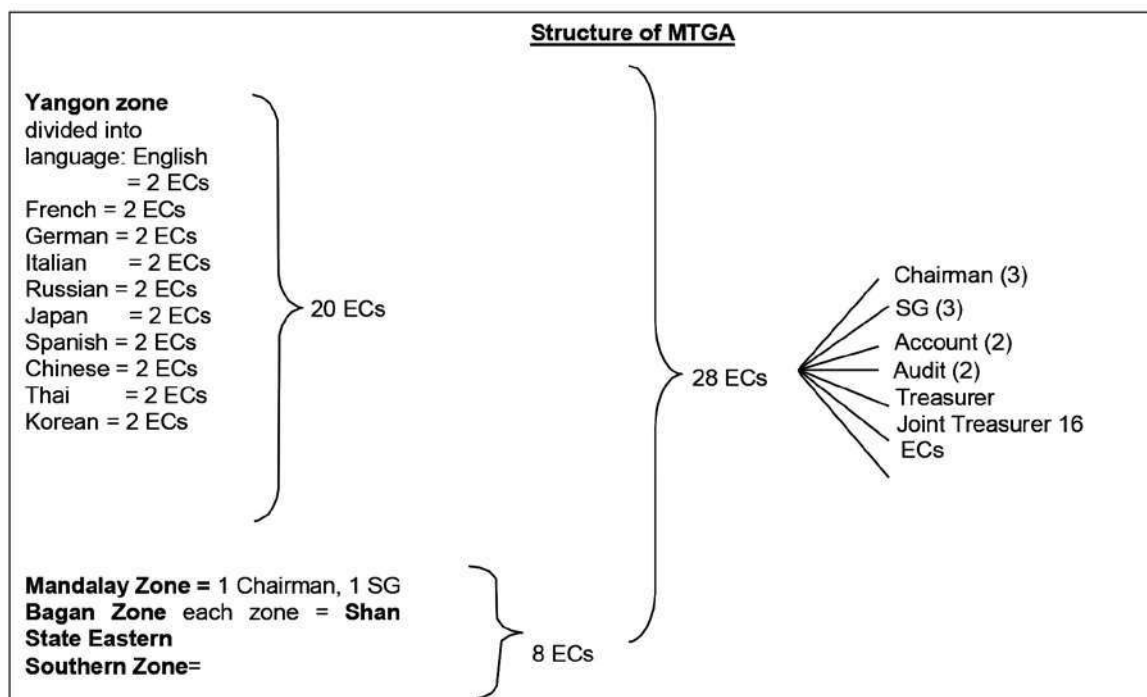 Structure of MTGA
Yangon zone
divided into
language: English
= 2 ECs
French = 2 ECs
German = 2 ECs
Italian = 2 ECs
Russian = 2 ECs
Japan = 2 ECs
Spanish = 2 ECs
Chinese = 2 ECs
Thai = 2 ECs
Korean = 2 ECs
20 ECs
Mandalay Zone = 1 Chairman, 1 SG
Bagan Zone each zone = Shan
State Eastern
Southern Zone=
8 ECs
28 ECs
Chairman (3)
SG (3)
Account (2)
Audit (2)
Treasurer
Joint Treasurer 16
ECs